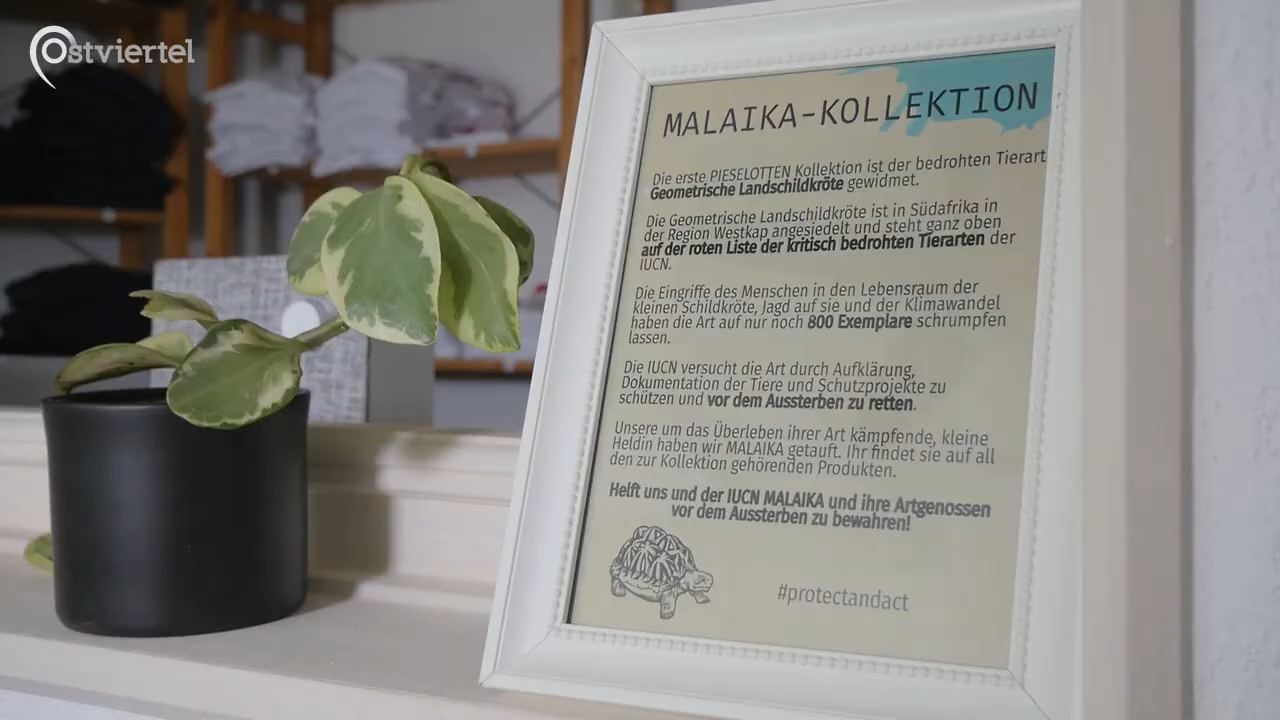 Ostviertel
MALAIKA-KOLLEKTION
Die erste PIESELOTTEN Kollektion ist der bedrohten Tierart
Geometrische Landschildkröte gewidmet.
Die Geometrische Landschildkröte ist in Südafrika in
der Region Westkap angesiedelt und steht ganz oben
auf der roten Liste der kritisch bedrohten Tierarten der
IUCN.
Die Eingriffe des Menschen in den Lebensraum der
kleinen Schildkröte, Jagd auf sie und der Klimawandel
haben die Art auf nur noch 800 Exemplare schrumpfen
lassen.
Die IUCN versucht die Art durch Aufklärung,
Dokumentation der Tiere und Schutzprojekte zu
schützen und vor dem Aussterben zu retten.
Unsere um das Überleben ihrer Art kämpfende, kleine
Heldin haben wir MALAIKA getauft. Ihr findet sie auf all
den zur Kollektion gehörenden Produkten.
Helft uns und der IUCN MALAIKA und ihre Artgenossen
vor dem Aussterben zu bewahren!
#protectandact